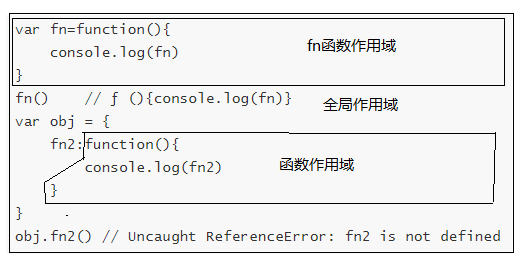 var fn=function(){
console.log(fn)
fn函数作用域
}
fn() // ƒ (){console.log(fn)}
全局作用域
var obj = {
fn2:function(){
console.log(fn2)
函数作用域
}
}
obj.fn2() // Uncaught ReferenceError: fn2 is not defined